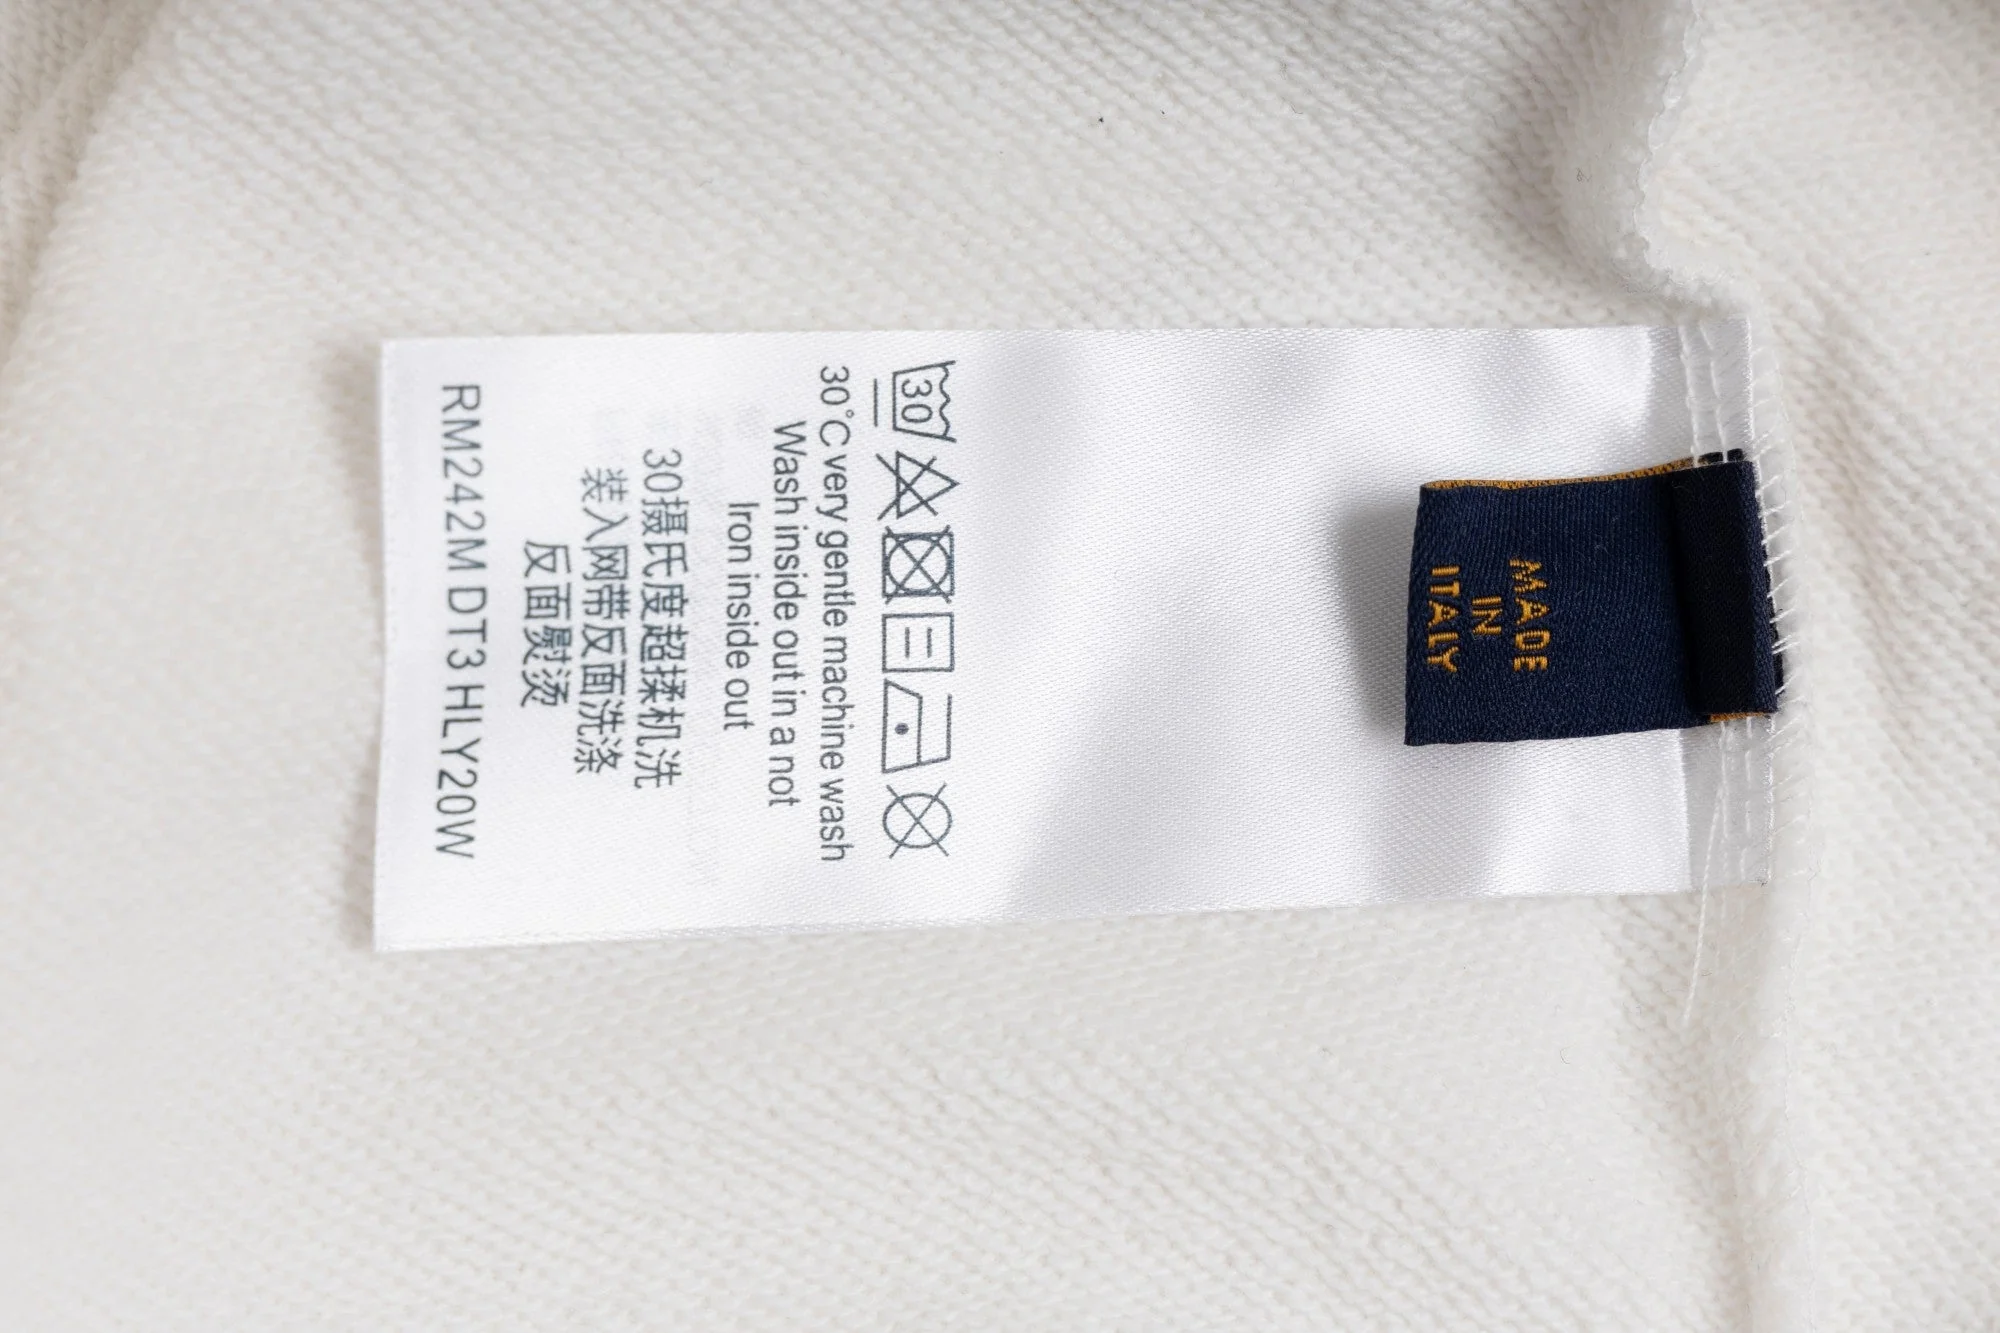 MADE
IN
ITALY
30
30°C very gentle machine wash
Wash inside out in a not
Iron inside out
30摄氏度超揉机洗
装入网带反面洗涤
反面熨烫
RM242M DT3 HLY20W